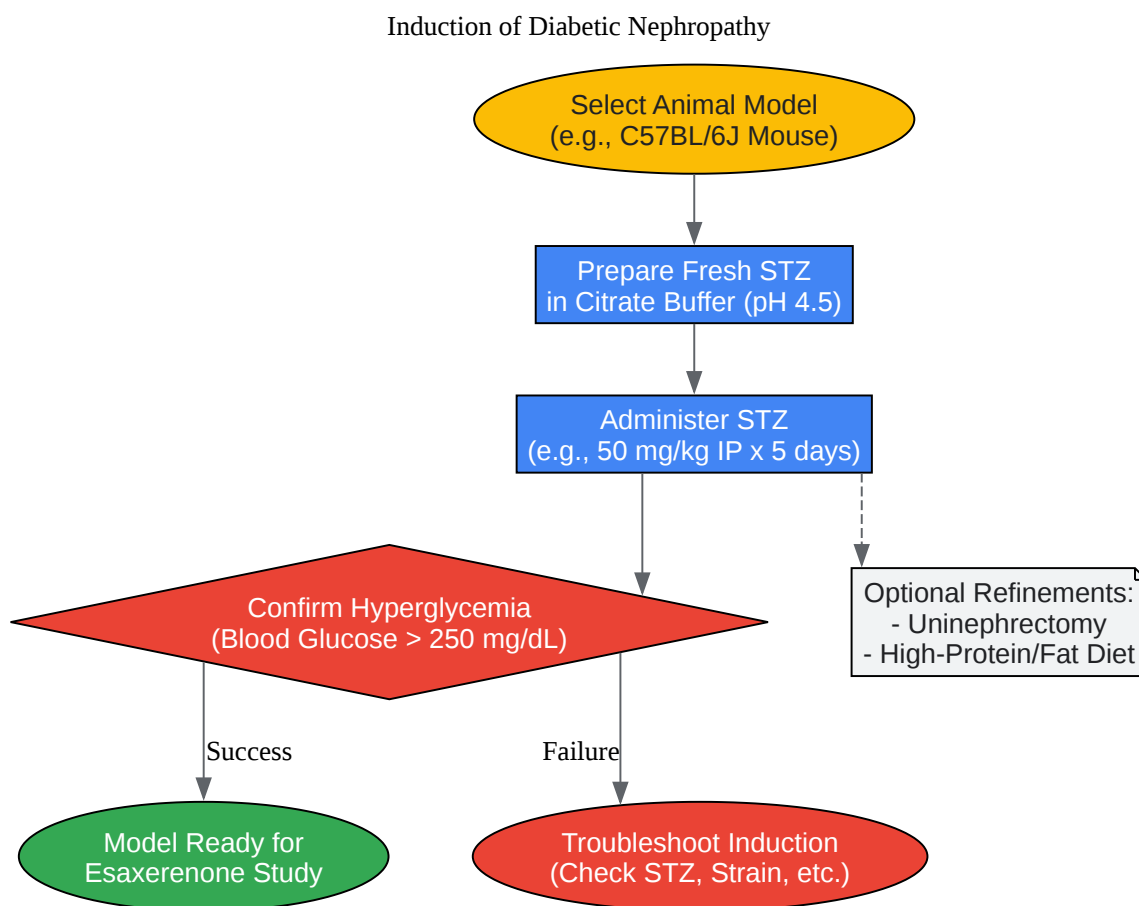 Induction of Diabetic Nephropathy
Select Animal Model
(e.g., C57BL/6J Mouse)
Prepare Fresh STZ
in Citrate Buffer (pH 4.5)
Administer STZ
(e.g., 50 mg/kg IP x 5 days)
Confirm Hyperglycemia
(Blood Glucose > 250 mg/dL)
Optional Refinements:
- Uninephrectomy
- High-Protein/Fat Diet
Success
Failure
Model Ready for
Esaxerenone Study
Troubleshoot Induction
(Check STZ, Strain, etc.)